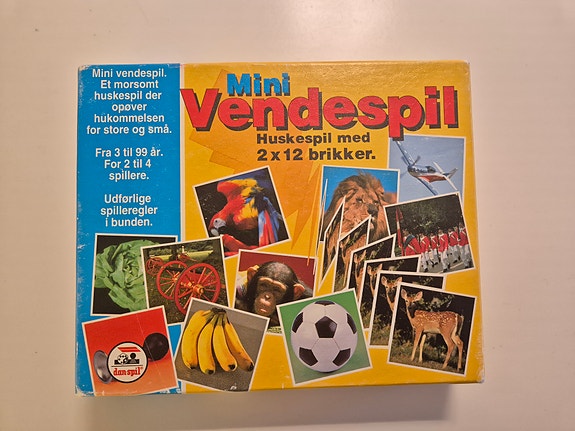 Mini vendespil.
Et morsomt
huskespil der
opøver
hukommelsen
for store og små.
Fra 3 til 99 år.
For 2 til 4
spillere.
Udførlige
spilleregler
i bunden.
Mini
Vendespil
Huskespil med
2 x 12 brikker.
dan spil